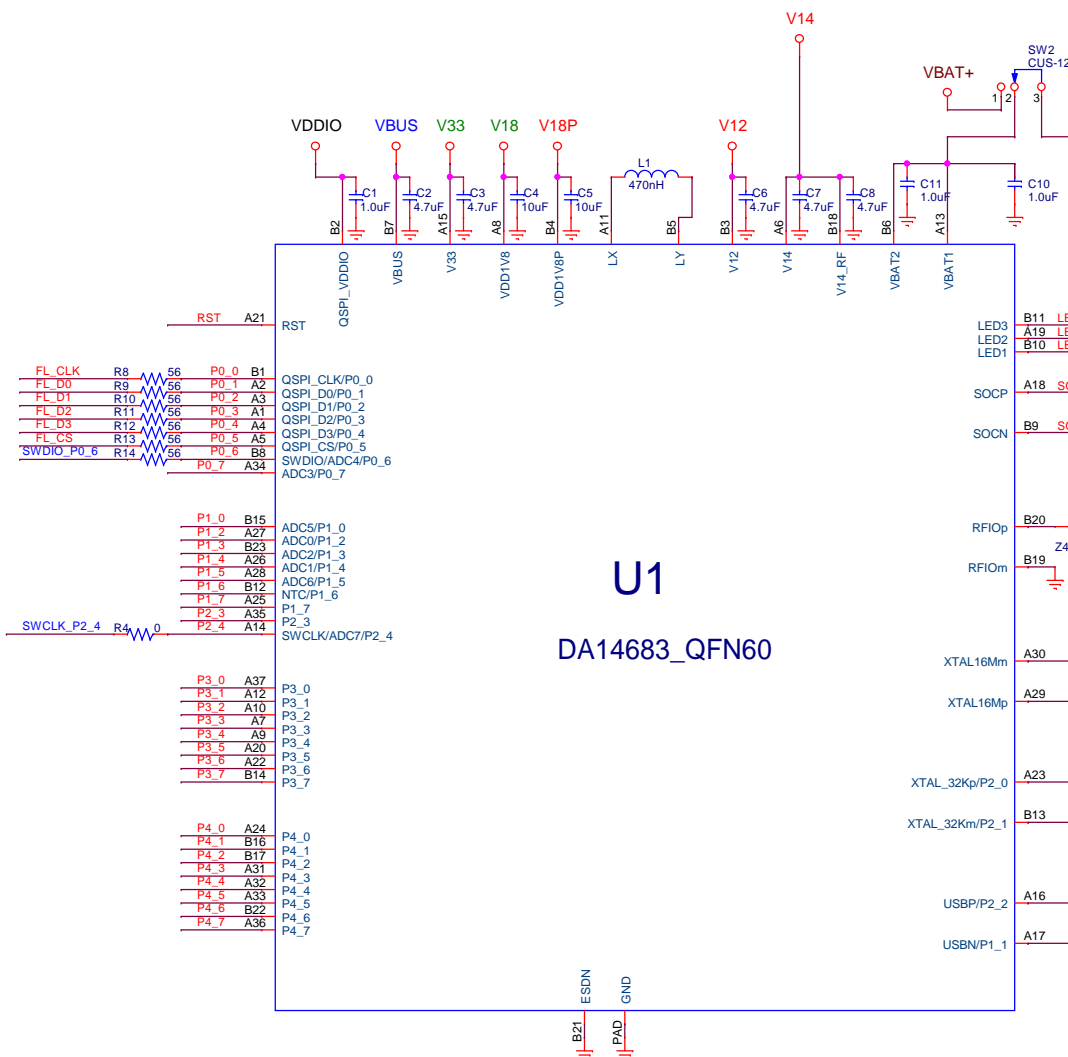 V14
SW2
VBAT+
CUS-12
1 2 3
VDDIO VBUS V33 V18 V18P V12
L1
470nH
C1 1.0uF
C2 4.7uF
C3 4.7uF
C4 10uF
C5 10uF
C6 4.7uF
C7 4.7uF
C8 4.7uF
C11 1.0uF
C10 1.0uF
B2 B7 A15 A8 B4 A11 B5 B3 A6 B18 B6 A13
QSPI_VDDIO VBUS V33 VDD1V8 VDD1V8P LX LY V12 V14 V14_RF VBAT2 VBAT1
RST A21 RST
LED3 B11 LE
LED2 A19 LE
LED1 B10 LE
FL_CLK R8 56 P0_0 B1 QSPI_CLK/P0_0
FL_D0 R9 56 P0_1 A2 QSPI_D0/P0_1
FL_D1 R10 56 P0_2 A3 QSPI_D1/P0_2
FL_D2 R11 56 P0_3 A1 QSPI_D2/P0_3
FL_D3 R12 56 P0_4 A4 QSPI_D3/P0_4
FL_CS R13 56 P0_5 A5 QSPI_CS/P0_5
SWDIO_P0_6 R14 56 P0_6 B8 SWDIO/ADC4/P0_6
P0_7 A34 ADC3/P0_7
SOCP A18 SO
SOCN B9 SO
P1_0 B15 ADC5/P1_0
P1_2 A27 ADC0/P1_2
P1_3 B23 ADC2/P1_3
P1_4 A26 ADC1/P1_4
P1_5 A28 ADC6/P1_5
P1_6 B12 NTC/P1_6
P1_7 A25 P1_7
P2_3 A35 P2_3
SWCLK_P2_4 R4 0 P2_4 A14 SWCLK/ADC7/P2_4
RFIOp B20
Z4
RFIOm B19
U1
DA14683_QFN60
XTAL16Mm A30
XTAL16Mp A29
P3_0 A37 P3_0
P3_1 A12 P3_1
P3_2 A10 P3_2
P3_3 A7 P3_3
P3_4 A9 P3_4
P3_5 A20 P3_5
P3_6 A22 P3_6
P3_7 B14 P3_7
XTAL_32Kp/P2_0 A23
XTAL_32Km/P2_1 B13
P4_0 A24 P4_0
P4_1 B16 P4_1
P4_2 B17 P4_2
P4_3 A31 P4_3
P4_4 A32 P4_4
P4_5 A33 P4_5
P4_6 B22 P4_6
P4_7 A36 P4_7
USBP/P2_2 A16
USBN/P1_1 A17
ESDN GND
B21 PAD